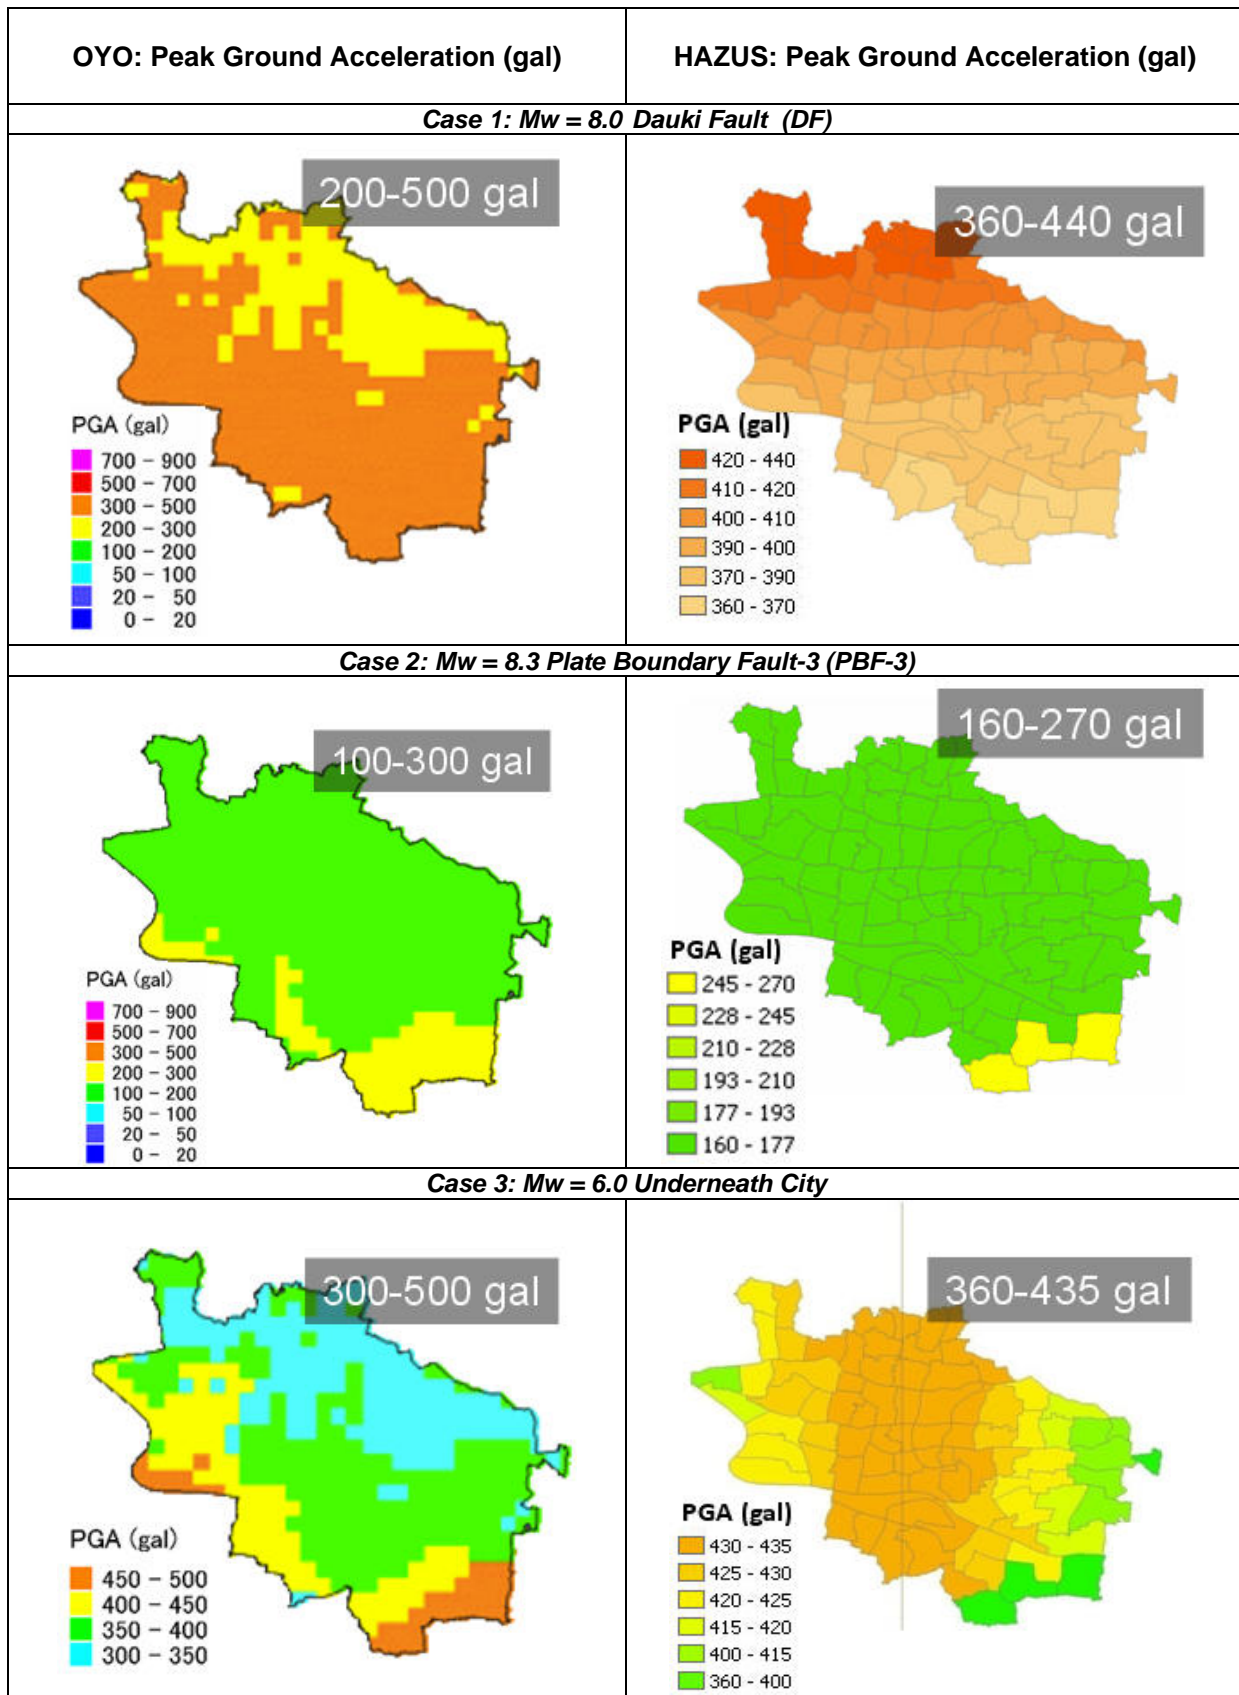 OYO: Peak Ground Acceleration (gal)
HAZUS: Peak Ground Acceleration (gal)
Case 1: Mw = 8.0 Dauki Fault (DF)
200-500 gal
PGA (gal)
700 - 900
500 - 700
300 - 500
200 - 300
100 - 200
50 - 100
20 - 50
0 - 20
360-440 gal
PGA (gal)
420 - 440
410 - 420
400 - 410
390 - 400
370 - 390
360 - 370
Case 2: Mw = 8.3 Plate Boundary Fault-3 (PBF-3)
100-300 gal
PGA (gal)
700 - 900
500 - 700
300 - 500
200 - 300
100 - 200
50 - 100
20 - 50
0 - 20
160-270 gal
PGA (gal)
245 - 270
228 - 245
210 - 228
193 - 210
177 - 193
160 - 177
Case 3: Mw = 6.0 Underneath City
300-500 gal
PGA (gal)
450 - 500
400 - 450
350 - 400
300 - 350
360-435 gal
PGA (gal)
430 - 435
425 - 430
420 - 425
415 - 420
400 - 415
360 - 400